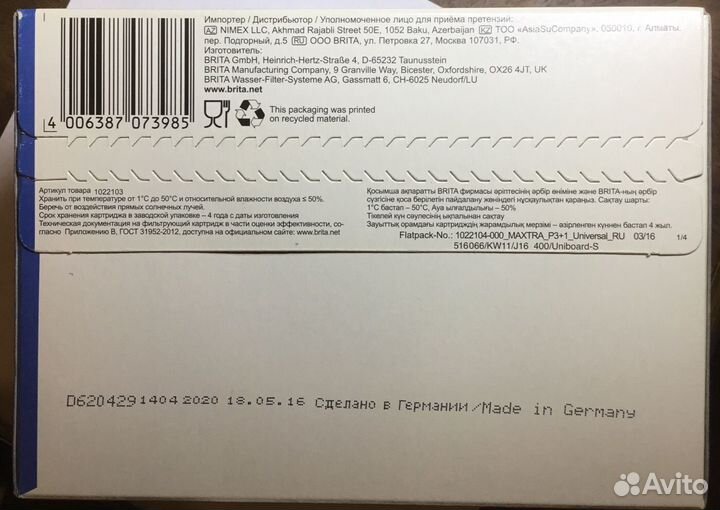 Импортер / Дистрибьютор / Уполномоченное лицо для приёма претензий:
AZ NIMEX LLC, Akhmad Rajabli Street 50E, 1052 Baku, Azerbaijan KZ ТОО «AsiaSuCompany», 050010, г. Алматы,
пер. Подгорный, д.5 RU ООО BRITA, ул. Петровка 27, Москва 107031, РФ.
Изготовитель:
BRITA GmbH, Heinrich-Hertz-Straße 4, D-65232 Taunusstein
BRITA Manufacturing Company, 9 Granville Way, Bicester, Oxfordshire, OX26 4JT, UK
BRITA Wasser-Filter-Systeme AG, Gassmatt 6, CH-6025 Neudorf/LU
www.brita.net
This packaging was printed
on recycled material.
4 006387 073985
Артикул товара 1022103
Хранить при температуре от 1°C до 50°C и относительной влажности воздуха ≤ 50%.
Беречь от воздействия прямых солнечных лучей.
Срок хранения картриджа в заводской упаковке – 4 года с даты изготовления
Техническая документация на фильтрующий картридж в части оценки эффективности, со-
гласно Приложению В, ГОСТ 31952-2012, доступна на официальном сайте: www.brita.net
Қосымша ақпаратты BRITA фирмасы әріптесінің әрбір өніміне және BRITA-ның әрбір
сүзгісіне қоса берілетін пайдалану жөніндегі нұсқаулықтан қараңыз. Сақтау шарты:
1°C бастап – 50°C, Ауа ылғалдылығы – 50%
Тікелей күн сәулесінің ықпалынан сақтау
Зауыттық орамдағы картридждің жарамдылық мерзімі – әзірленген күннен бастап 4 жыл.
Flatpack-No.: 1022104-000_MAXTRA_P3+1_Universal_RU 03/16 1/4
516066/KW11/J16 400/Uniboard-S
D620429 1404 2020 18.05.16 Сделано в Германии/Made in Germany
Avito